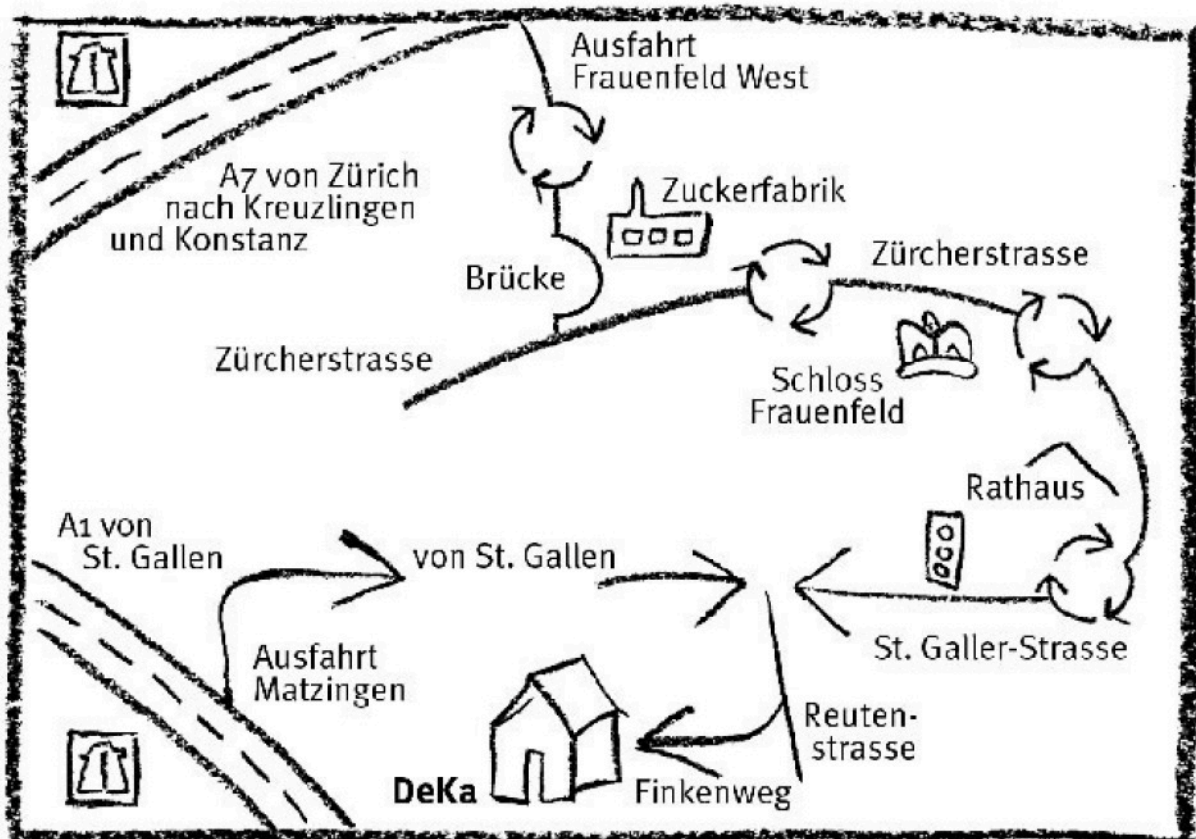 Ausfahrt
Frauenfeld West
A7 von Zürich
nach Kreuzlingen
und Konstanz
Zuckerfabrik
Brücke
Zürcherstrasse
Zürcherstrasse
Schloss
Frauenfeld
Rathaus
A1 von
St. Gallen
von St. Gallen
St. Galler-Strasse
Ausfahrt
Matzingen
Reuten-
strasse
DeKa
Finkenweg